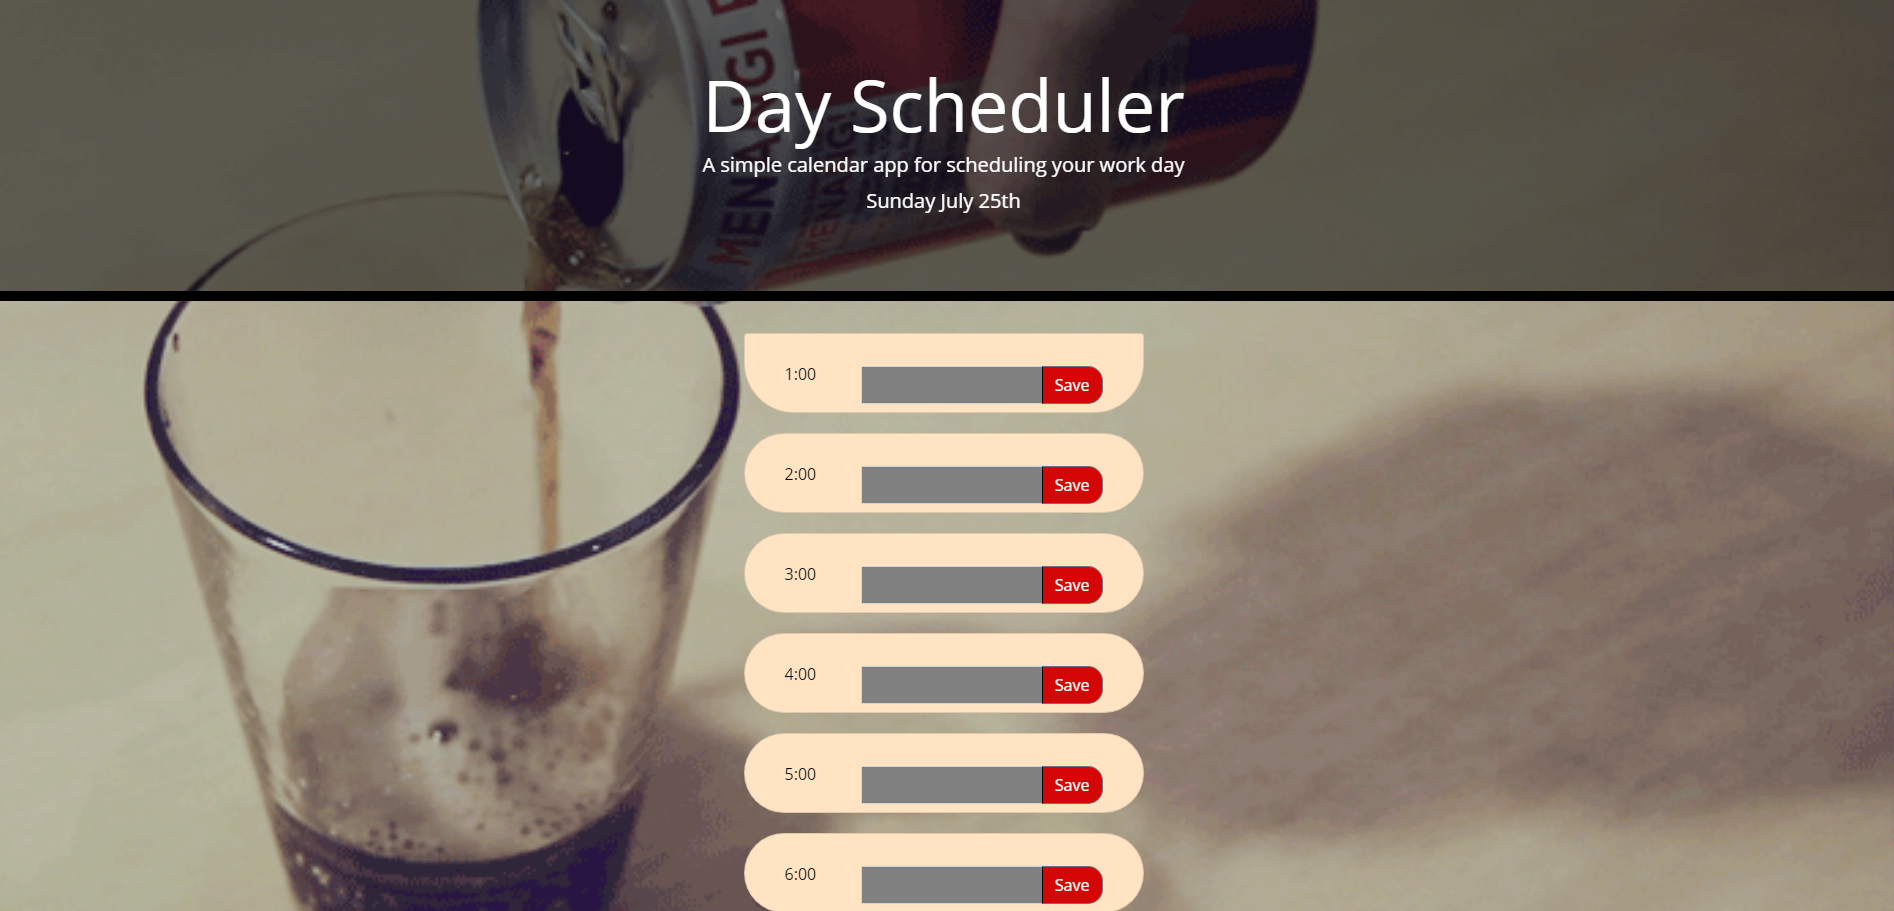 Day Scheduler
A simple calendar app for scheduling your work day
Sunday July 25th
1:00 Save
2:00 Save
3:00 Save
4:00 Save
5:00 Save
6:00 Save